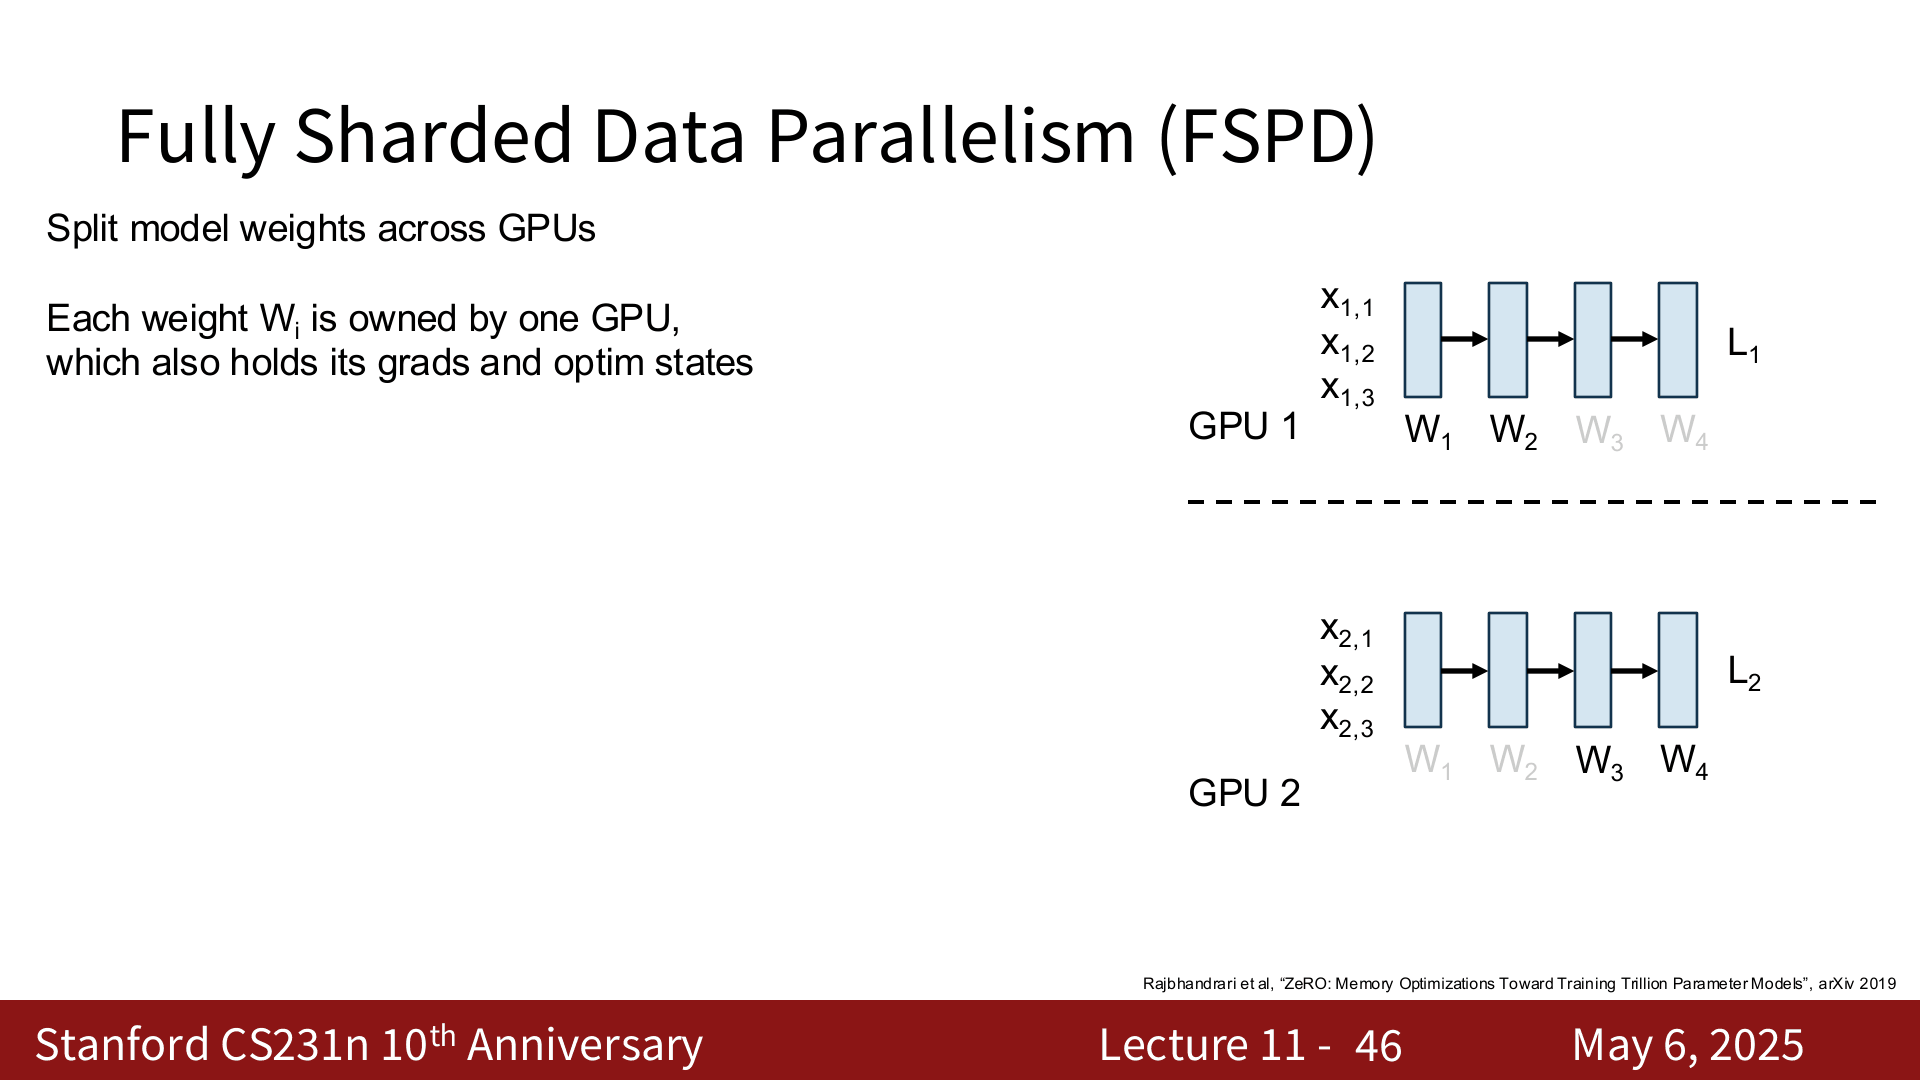 Fully Sharded Data Parallelism (FSPD)
Split model weights across GPUs
Each weight Wi is owned by one GPU,
which also holds its grads and optim states
x1,1
x1,2
x1,3
L1
GPU 1
W1 W2 W3 W4
x2,1
x2,2
x2,3
L2
W1 W2 W3 W4
GPU 2
Rajbhandrari et al, “ZeRO: Memory Optimizations Toward Training Trillion Parameter Models”, arXiv 2019
Stanford CS231n 10th Anniversary Lecture 11 - 46 May 6, 2025